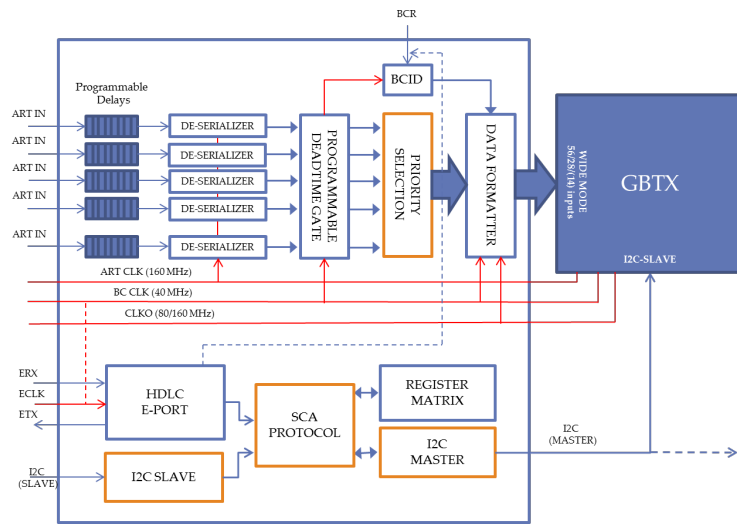 BCR
Programmable
Delays
BCID
ART IN
DE-SERIALIZER
ART IN
DE-SERIALIZER
ART IN
DE-SERIALIZER
ART IN
DE-SERIALIZER
ART IN
DE-SERIALIZER
PROGRAMMABLE
DEADTIME GATE
PRIORITY
SELECTION
DATA FORMATTER
WIDE MODE
56/28/(14) inputs
GBTX
I2C-SLAVE
ART CLK (160 MHz)
BC CLK (40 MHz)
CLKO (80/160 MHz)
ERX
ECLK
ETX
HDLC
E-PORT
SCA
PROTOCOL
REGISTER
MATRIX
I2C
MASTER
I2C
(MASTER)
I2C
(SLAVE)
I2C SLAVE